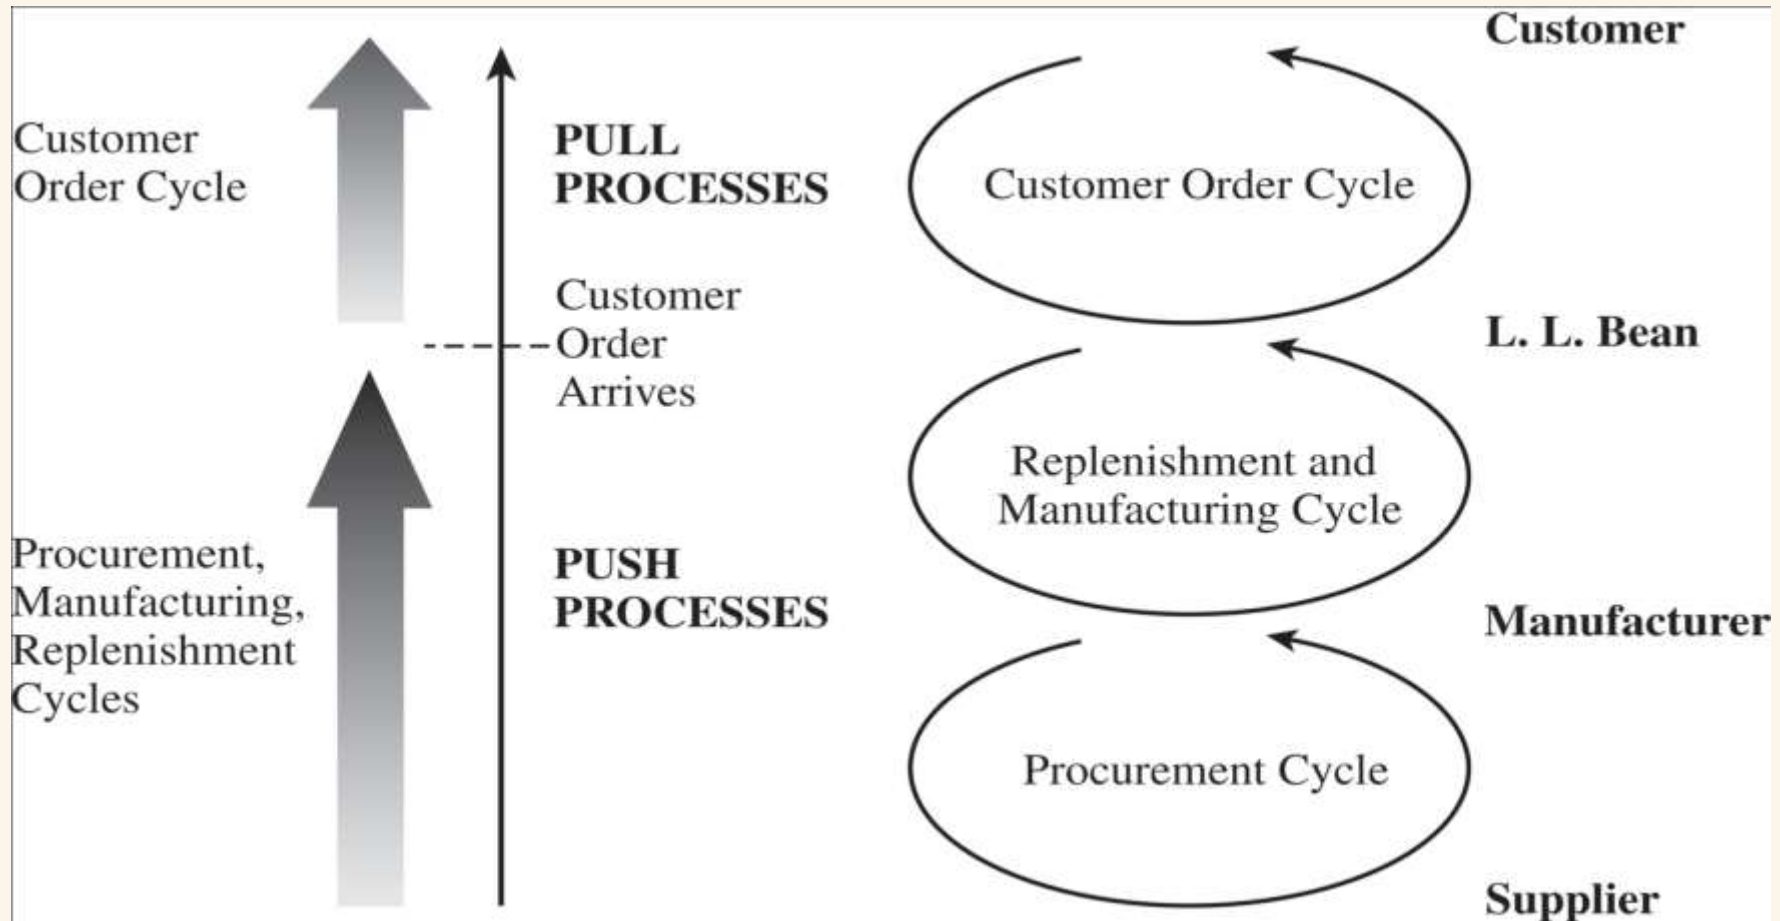 Customer
Customer
Order Cycle
PULL
PROCESSES
Customer Order Cycle
Customer
Order
Arrives
L. L. Bean
Replenishment and
Manufacturing Cycle
Procurement,
Manufacturing,
Replenishment
Cycles
PUSH
PROCESSES
Manufacturer
Procurement Cycle
Supplier